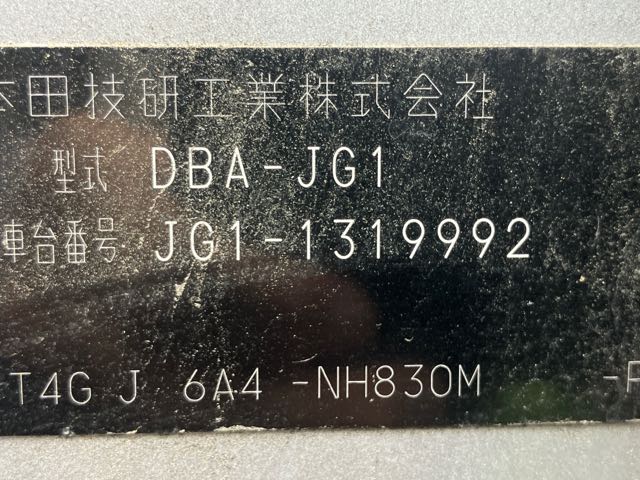 本田技研工業株式会社
型式 DBA-JG1
車台番号 JG1-1319992
-T4G J 6A4 -NH830M -F